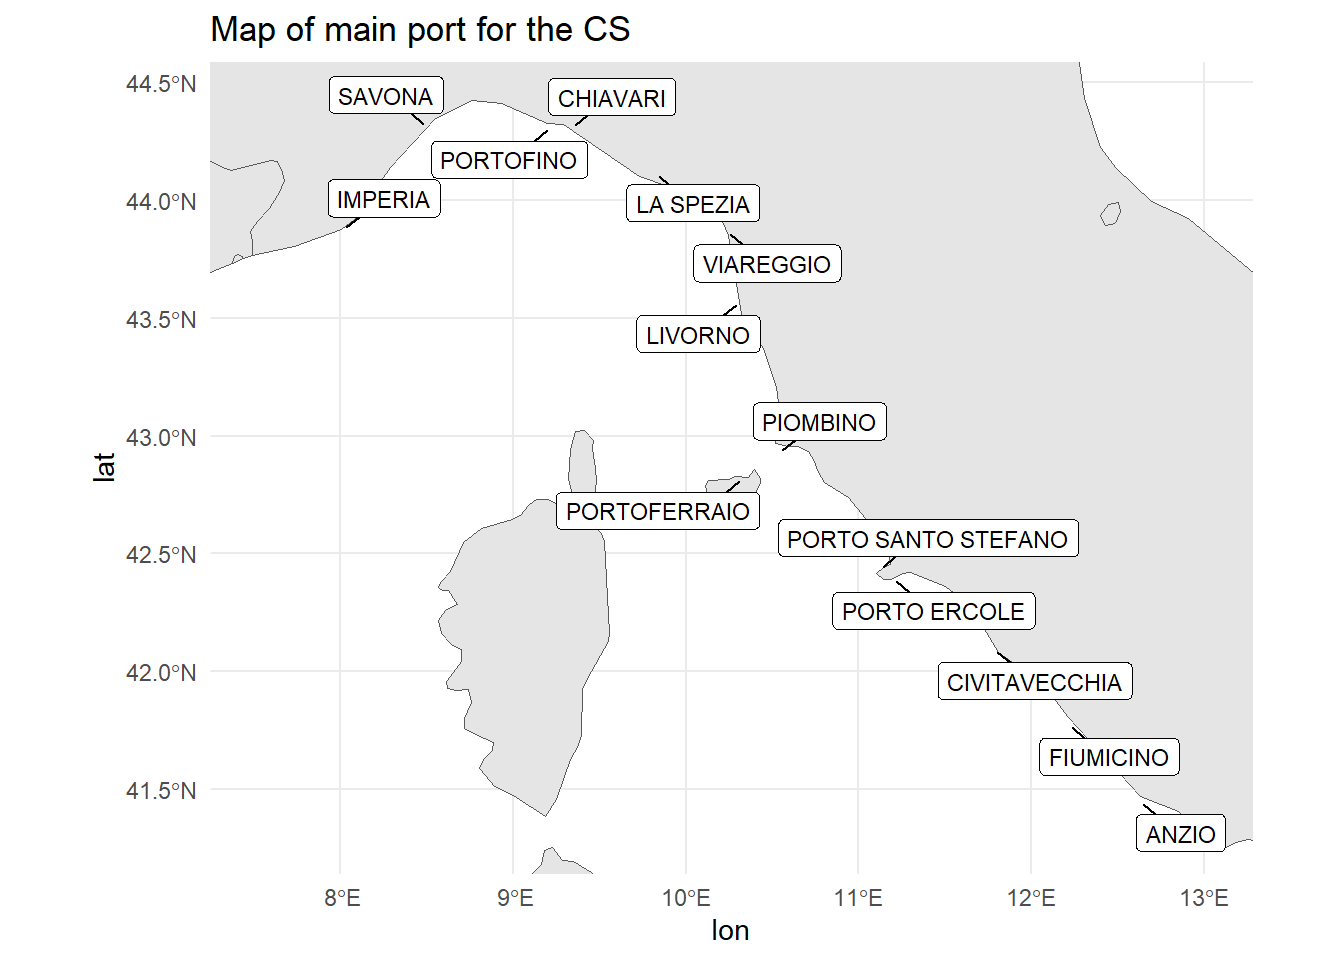 Map of main port for the CS
44.5°N
44.0°N
43.5°N
43.0°N
42.5°N
42.0°N
41.5°N
lat
SAVONA
CHIAVARI
PORTOFINO
IMPERIA
LA SPEZIA
VIAREGGIO
LIVORNO
PIOMBINO
PORTOFERRAIO
PORTO SANTO STEFANO
PORTO ERCOLE
CIVITAVECCHIA
FIUMICINO
ANZIO
8°E
9°E
10°E
11°E
12°E
13°E
lon